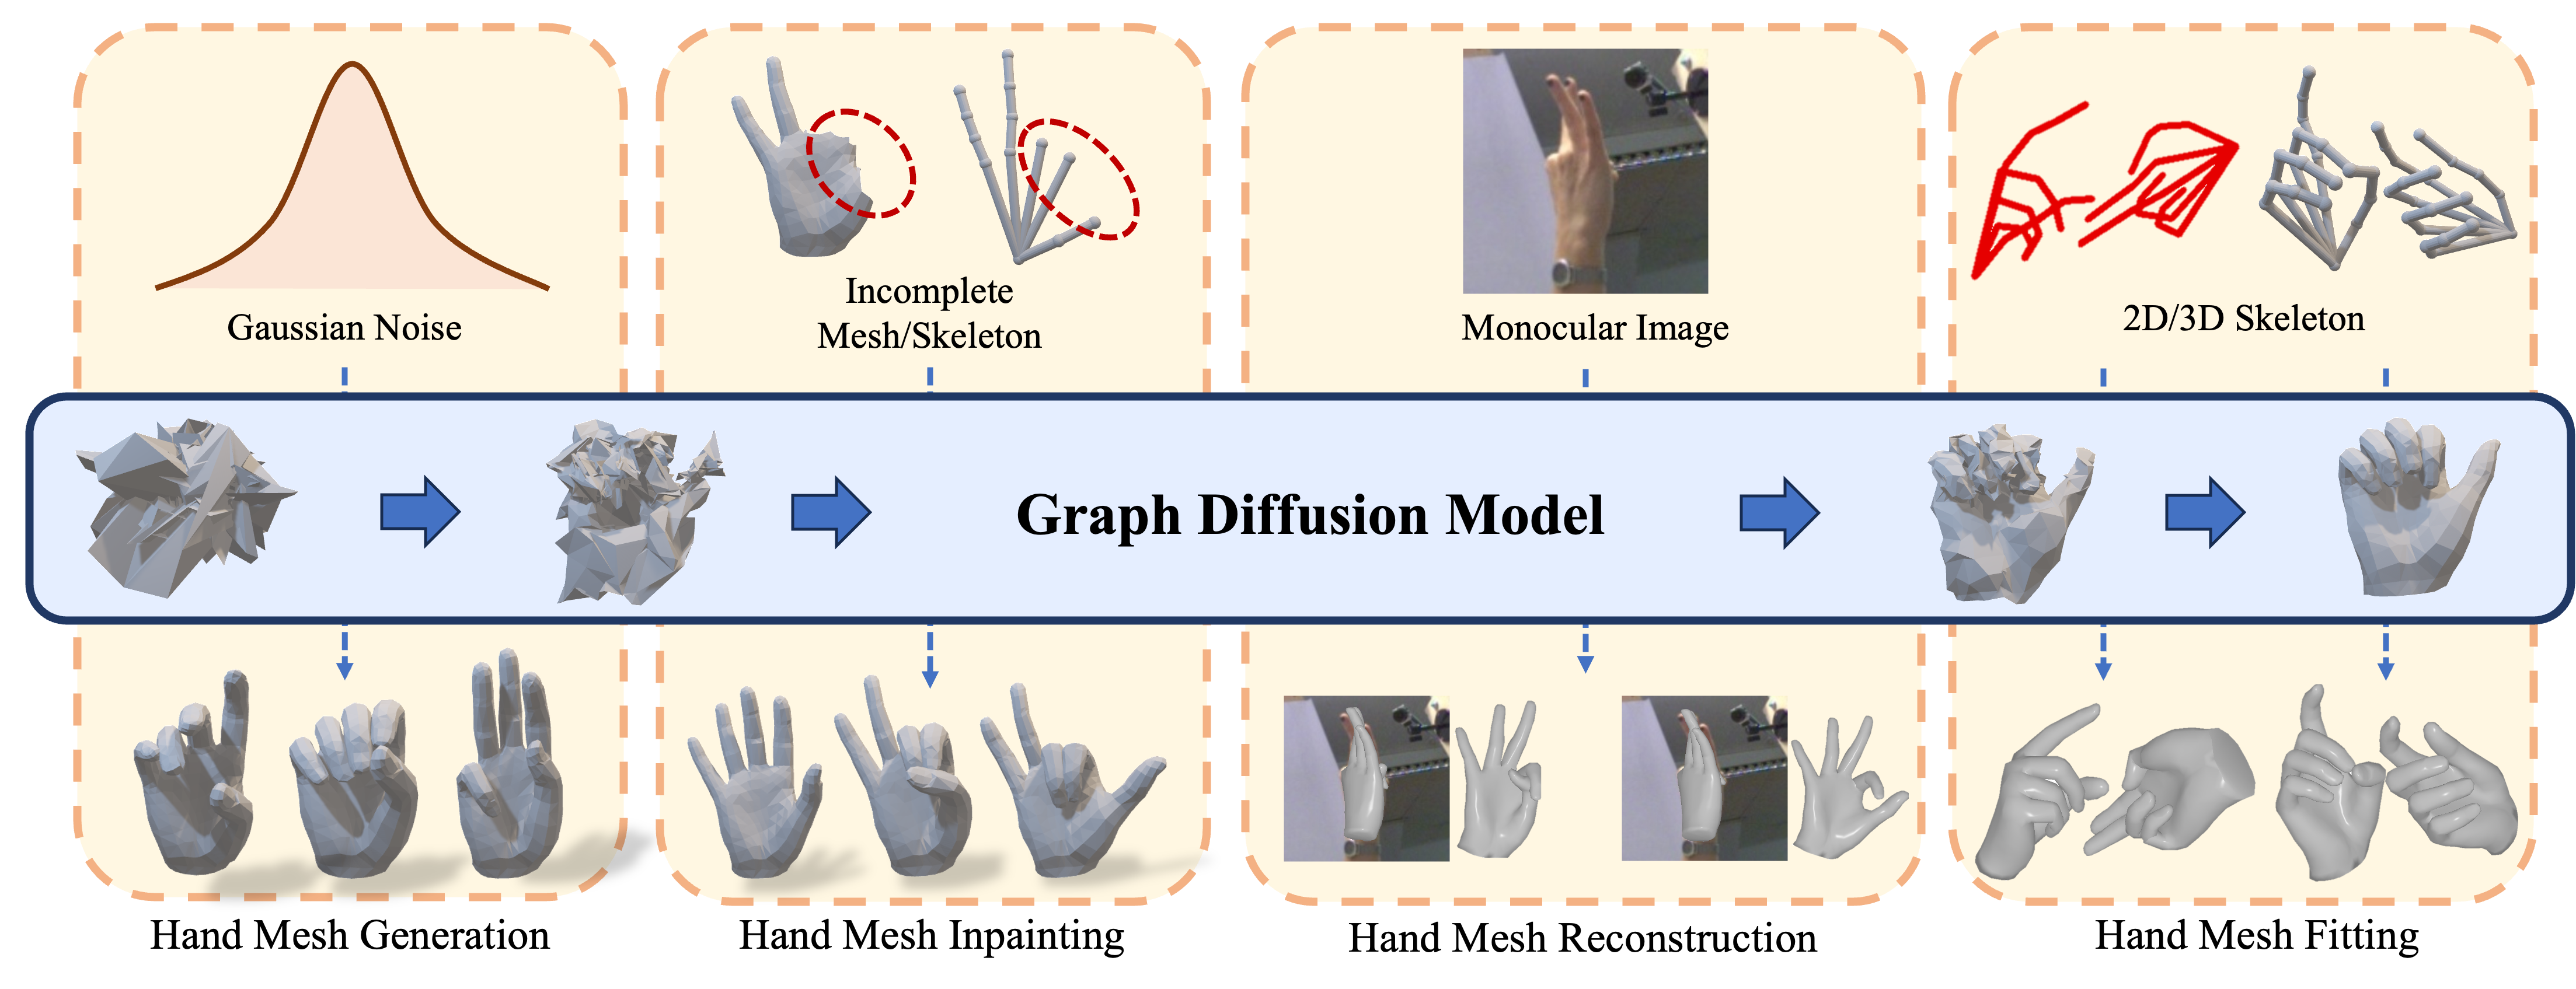 Gaussian Noise
Incomplete
Mesh/Skeleton
Monocular Image
2D/3D Skeleton
Graph Diffusion Model
Hand Mesh Generation
Hand Mesh Inpainting
Hand Mesh Reconstruction
Hand Mesh Fitting